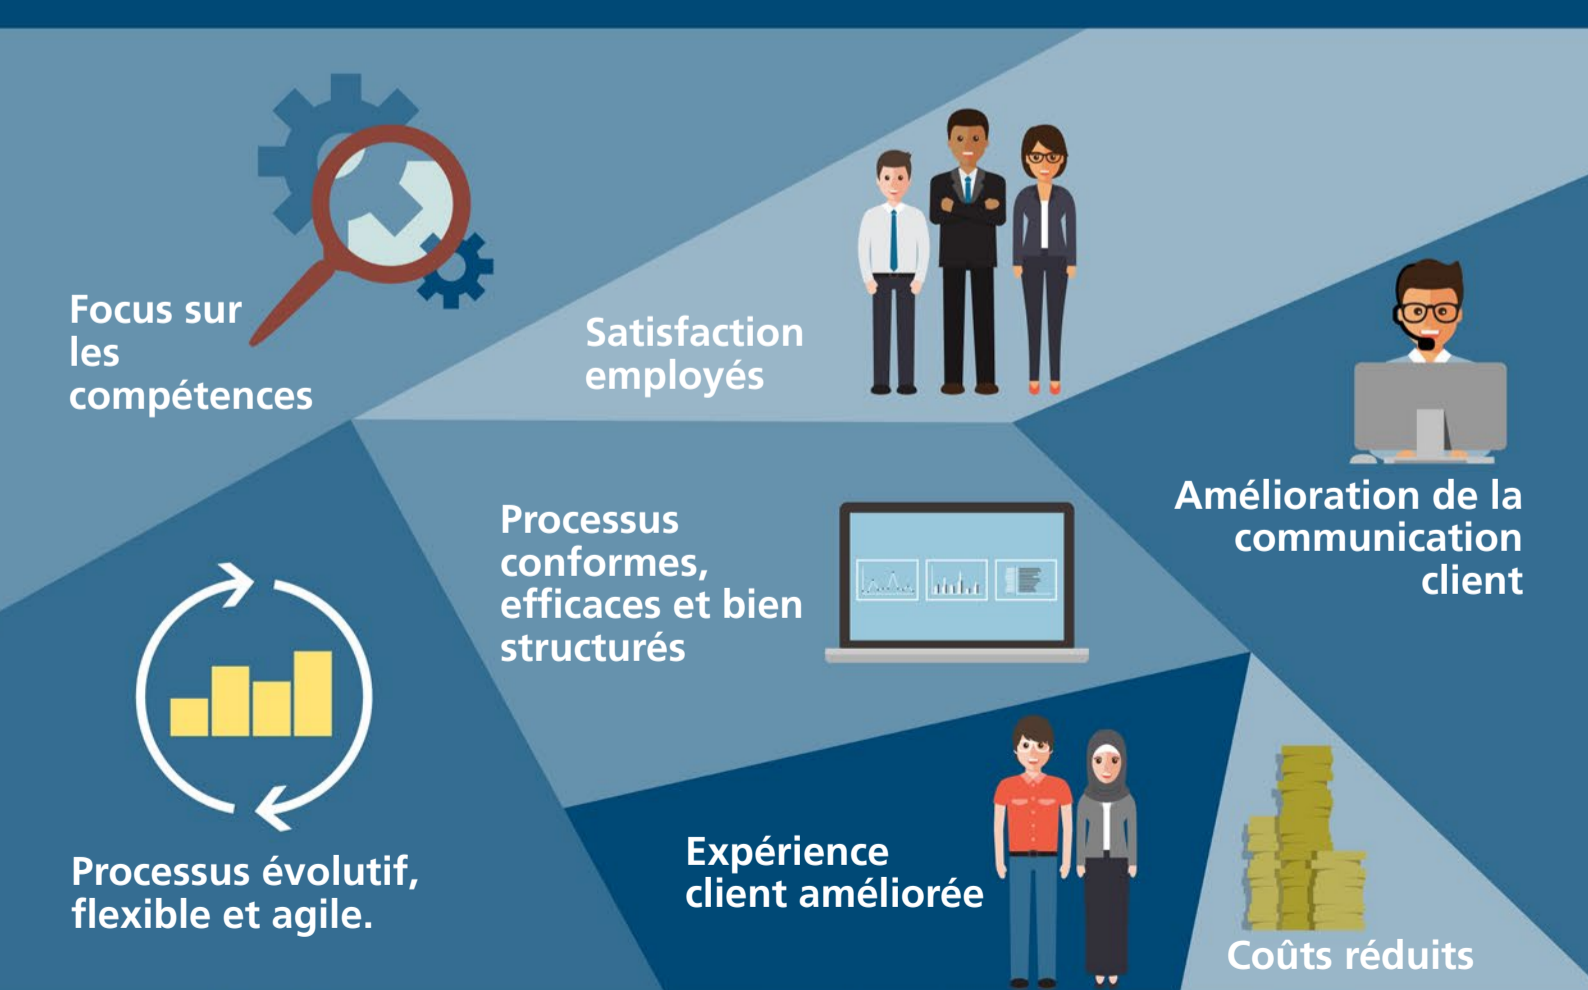 Focus sur
les
compétences
Satisfaction
employés
Amélioration de la
communication
client
Processus
conformes,
efficaces et bien
structurés
Processus évolutif,
flexible et agile.
Expérience
client améliorée
Coûts réduits